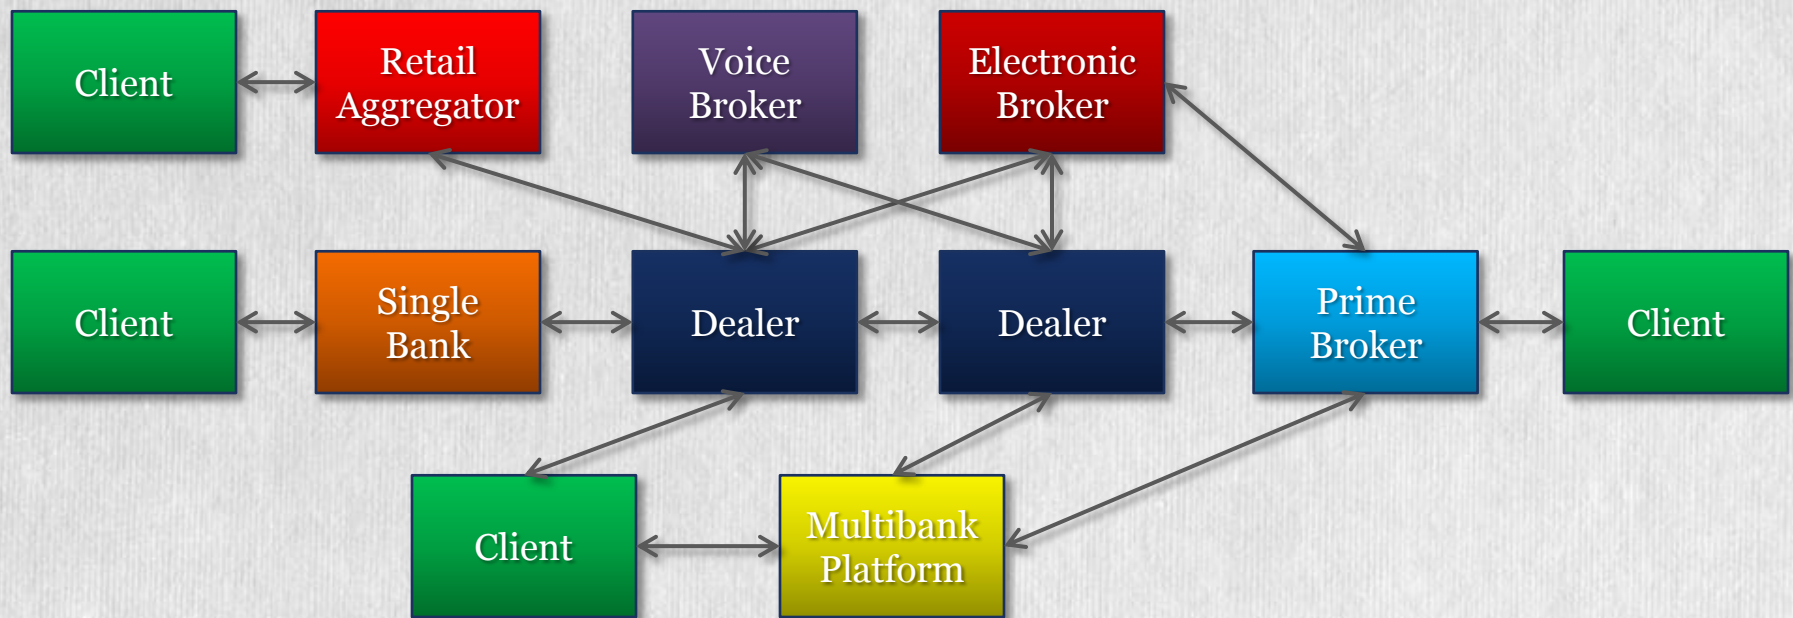 Client
Retail
Aggregator
Voice
Broker
Electronic
Broker
Client
Single
Bank
Dealer
Dealer
Prime
Broker
Client
Client
Multibank
Platform